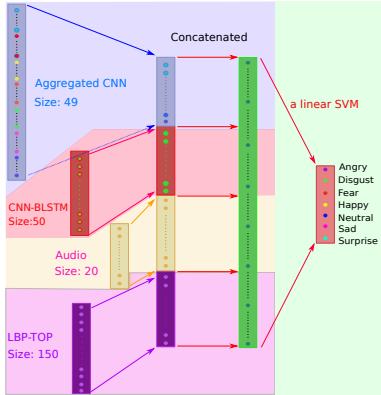 Concatenated
Aggregated CNN
Size: 49
a linear SVM
CNN-BLSTM
Size:50
Audio
Size: 20
LBP-TOP
Size: 150
Angry
Disgust
Fear
Happy
Neutral
Sad
Surprise